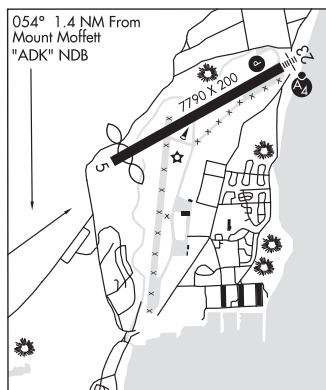 054° 1.4 NM From
Mount Moffett
"ADK" NDB
P
23
A4
7790 X 200
5